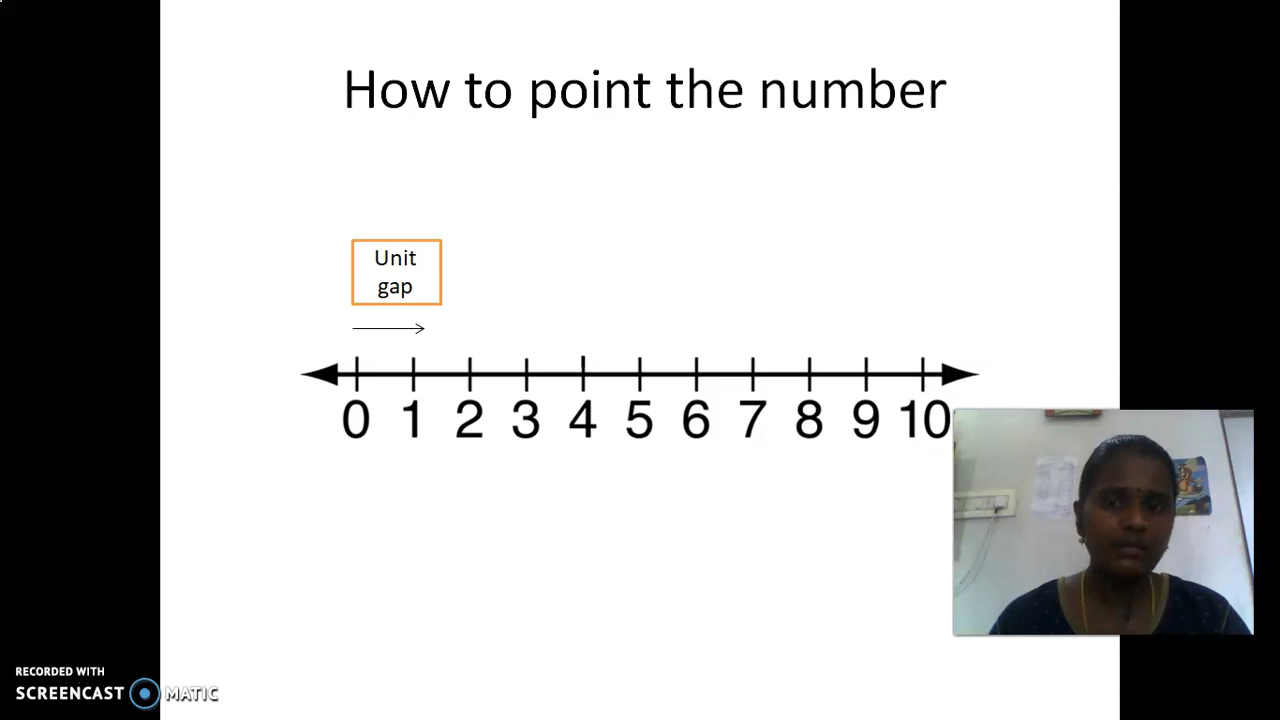 How to point the number
Unit
gap
0 1 2 3 4 5 6 7 8 9 10
RECORDED WITH
SCREENCAST MATIC